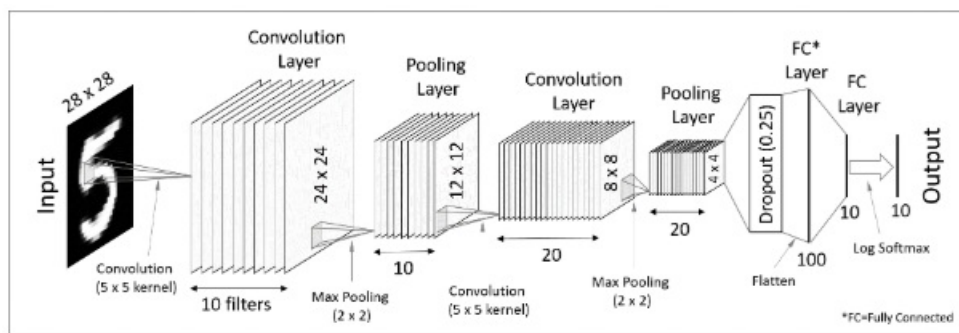 Input
28 x 28
Convolution
(5 x 5 kernel)
Convolution
Layer
24 x 24
10 filters
Max Pooling
(2 x 2)
Pooling
Layer
12 x 12
10
Convolution
(5 x 5 kernel)
Convolution
Layer
8 x 8
20
Max Pooling
(2 x 2)
Pooling
Layer
4 x 4
20
Dropout (0.25)
Flatten
FC*
Layer
100
FC
Layer
10
Log Softmax
10
Output
*FC=Fully Connected
5